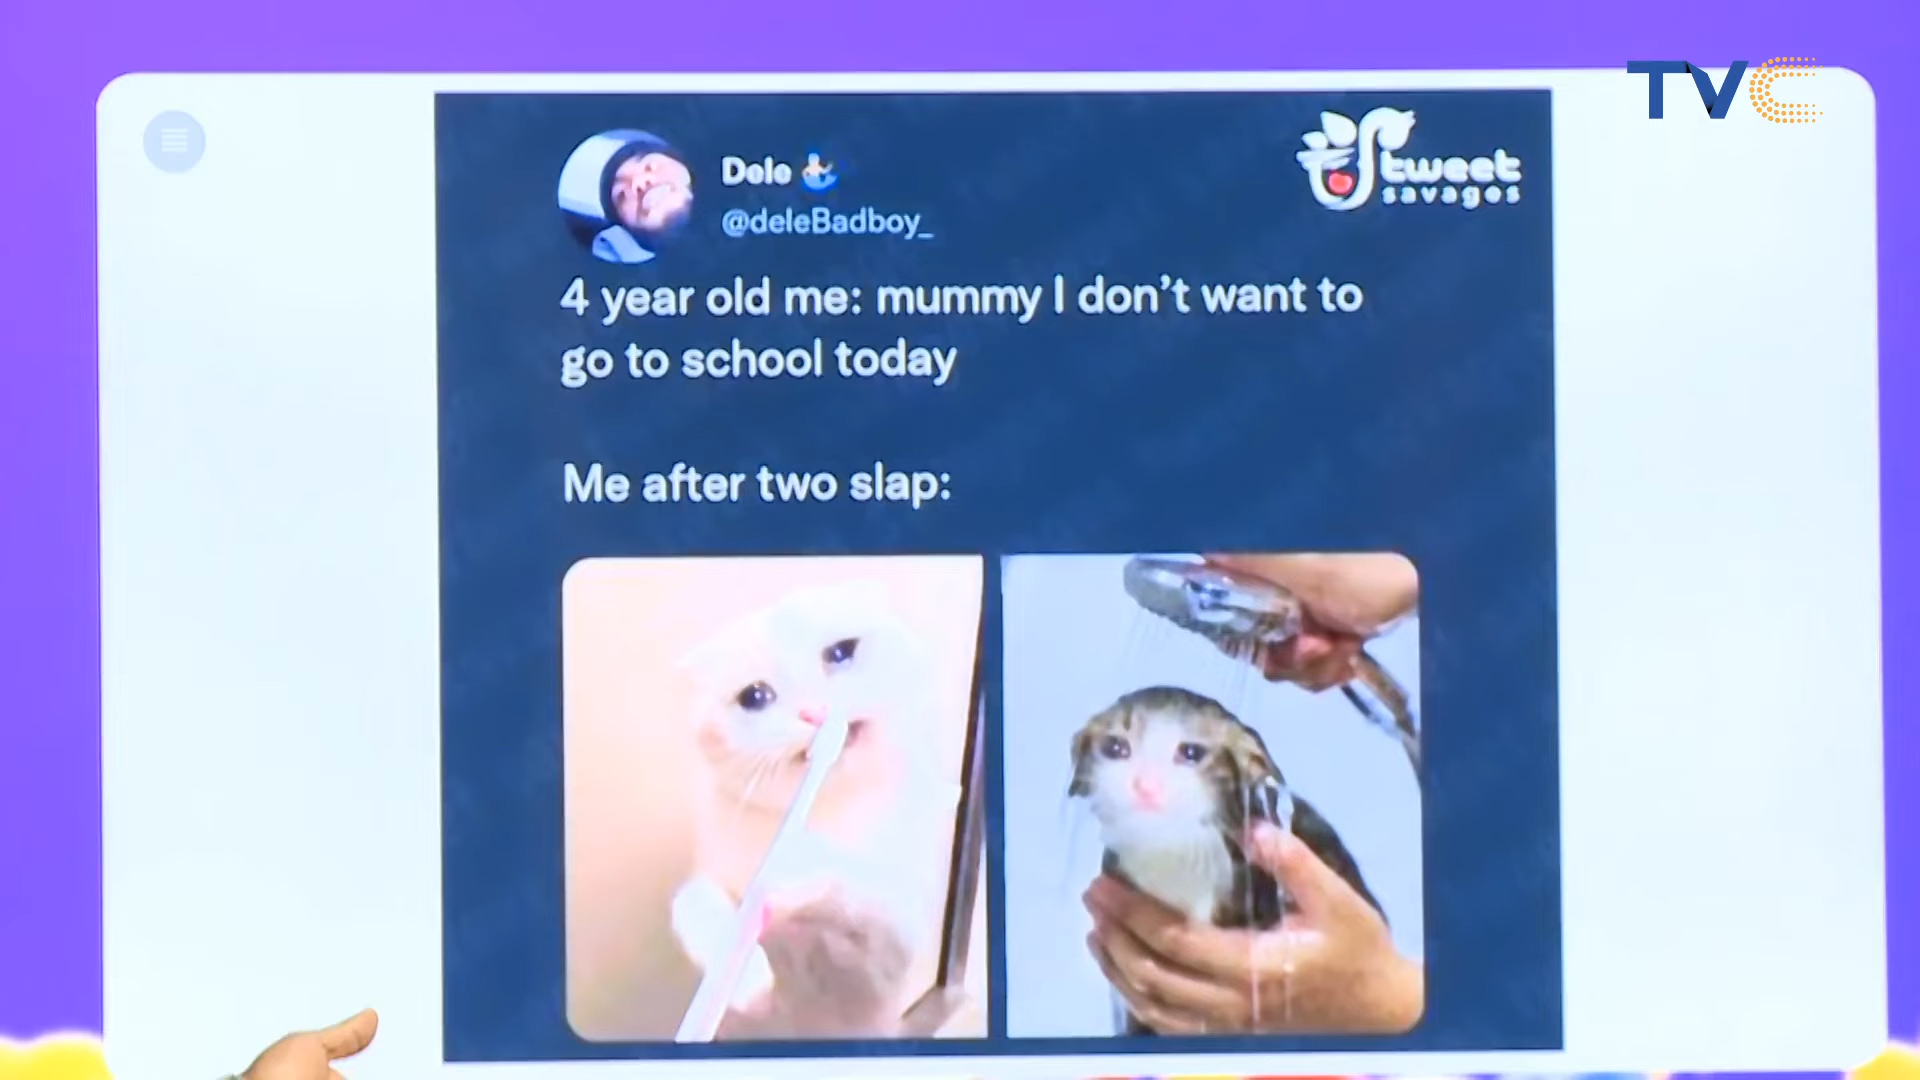 TVC
tweet
savages
Dele
@deleBadboy_
4 year old me: mummy I don't want to
go to school today
Me after two slap: